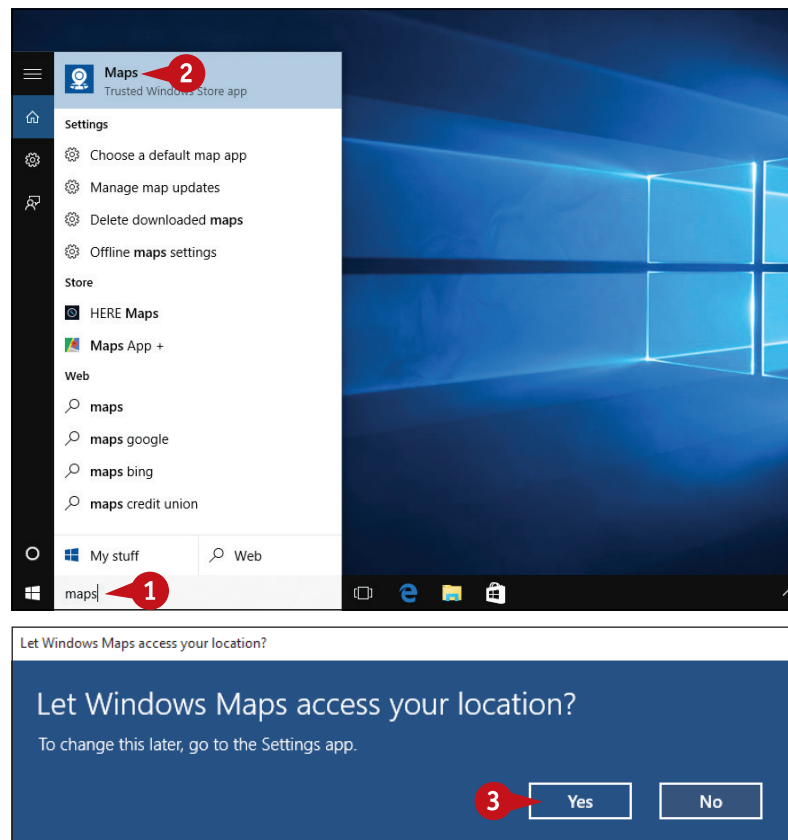 Maps
2
Trusted Windows Store app
Settings
Choose a default map app
Manage map updates
Delete downloaded maps
Offline maps settings
Store
HERE Maps
Maps App +
Web
maps
maps google
maps bing
maps credit union
My stuff
Web
maps
1
Let Windows Maps access your location?
Let Windows Maps access your location?
To change this later, go to the Settings app.
3
Yes
No